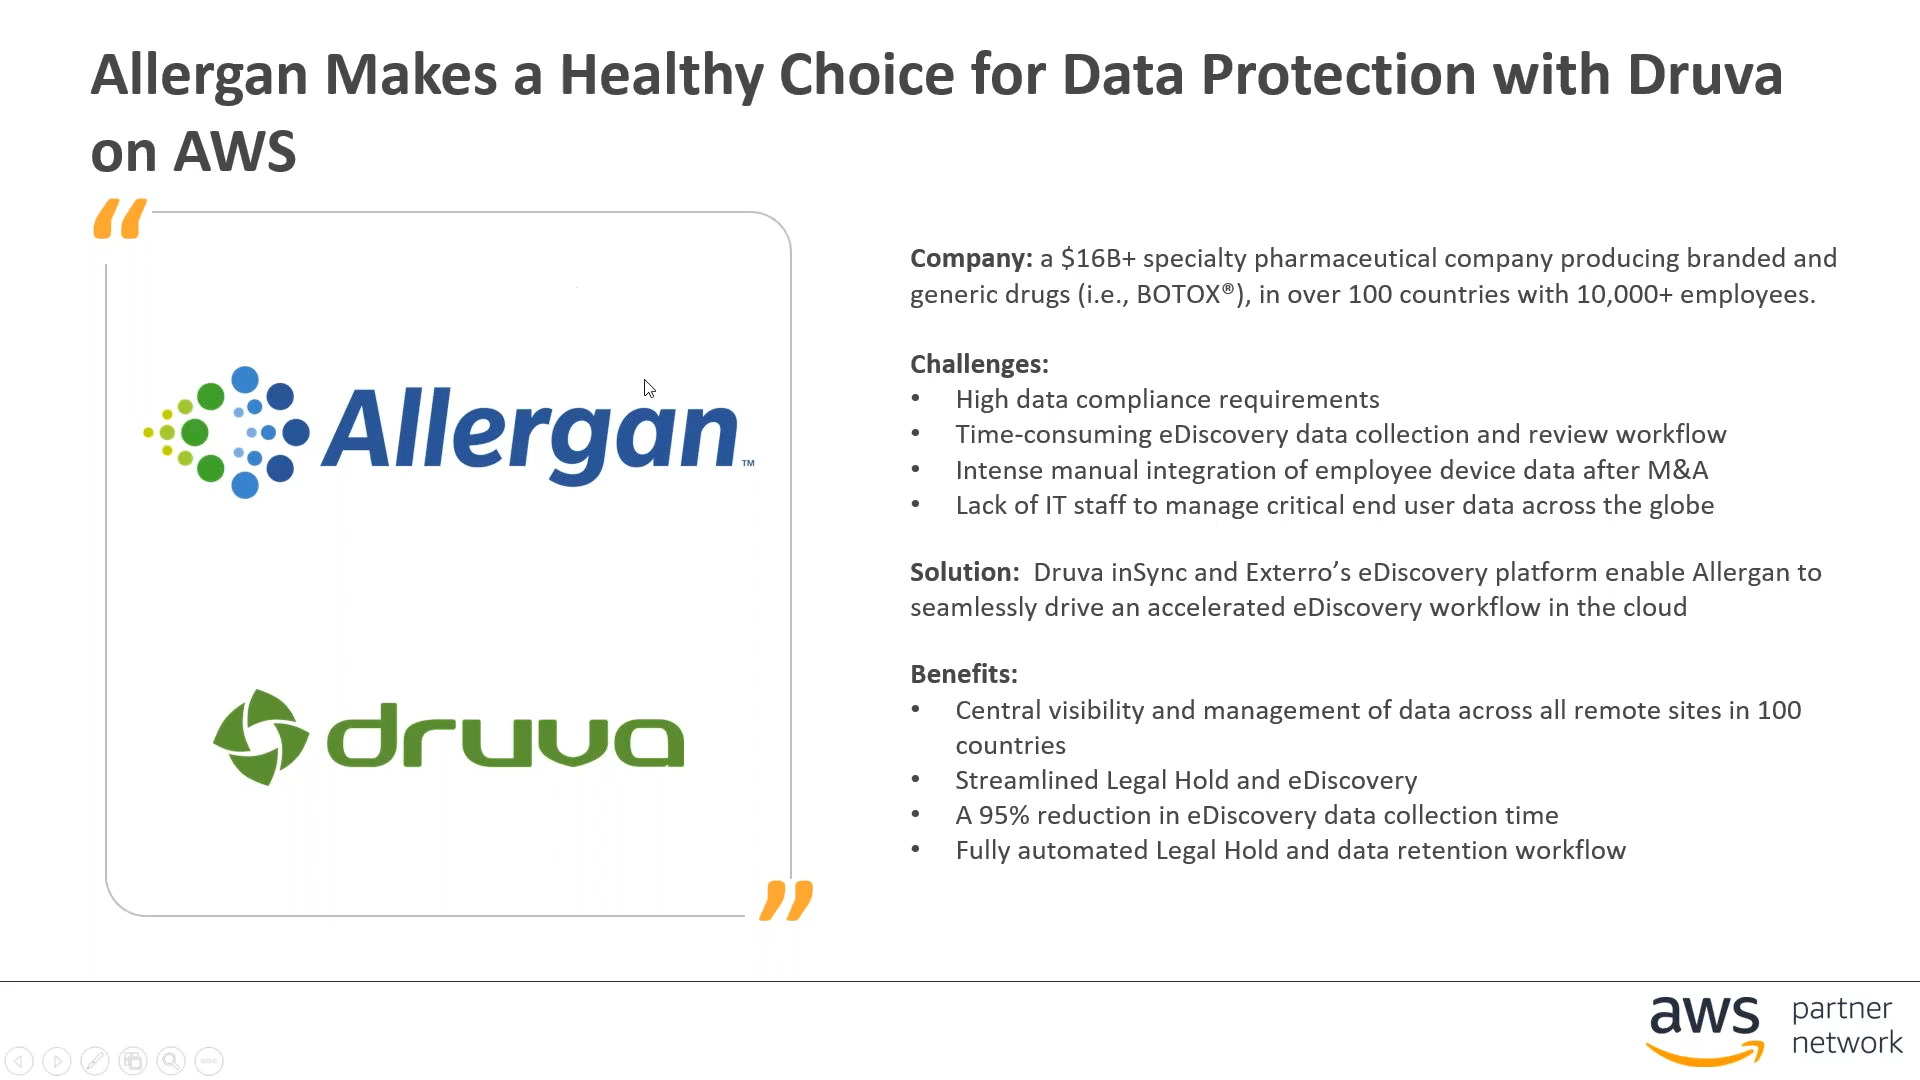 Allergan Makes a Healthy Choice for Data Protection with Druva
on AWS
“
Allergan™
druva
”
Company: a $16B+ specialty pharmaceutical company producing branded and
generic drugs (i.e., BOTOX®), in over 100 countries with 10,000+ employees.
Challenges:
• High data compliance requirements
• Time-consuming eDiscovery data collection and review workflow
• Intense manual integration of employee device data after M&A
• Lack of IT staff to manage critical end user data across the globe
Solution: Druva inSync and Exterro’s eDiscovery platform enable Allergan to
seamlessly drive an accelerated eDiscovery workflow in the cloud
Benefits:
• Central visibility and management of data across all remote sites in 100
countries
• Streamlined Legal Hold and eDiscovery
• A 95% reduction in eDiscovery data collection time
• Fully automated Legal Hold and data retention workflow
aws partner
network